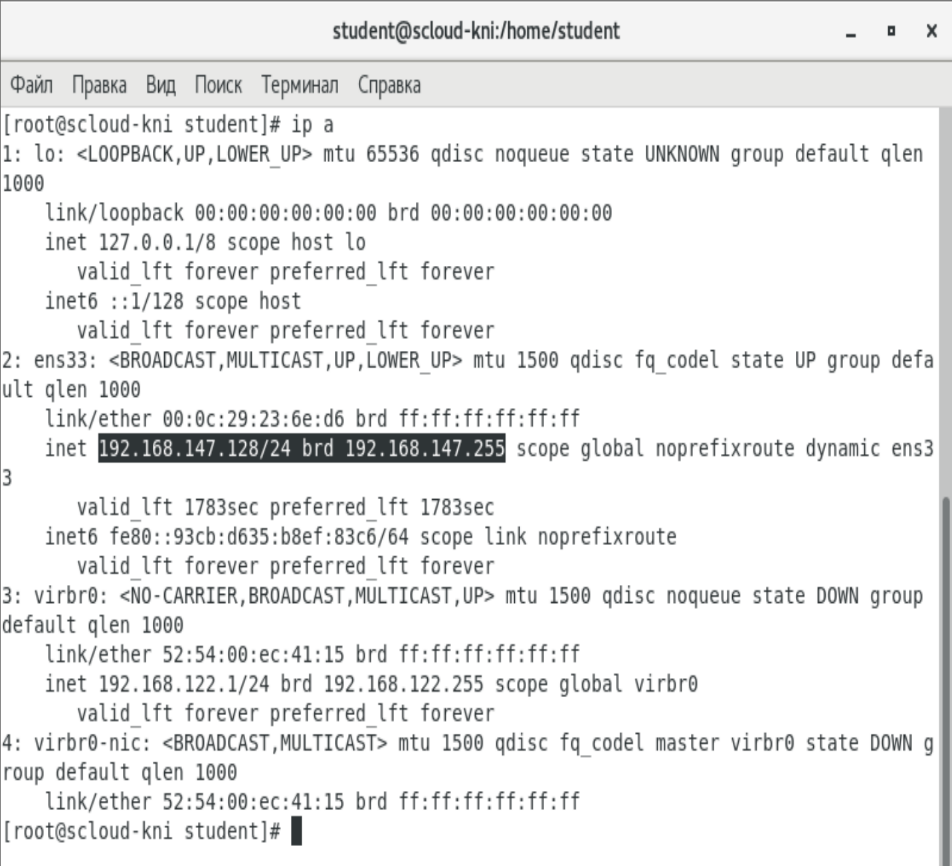 student@scloud-kni:/home/student
Файл Правка Вид Поиск Терминал Справка
[root@scloud-kni student]# ip a
1: lo: <LOOPBACK,UP,LOWER_UP> mtu 65536 qdisc noqueue state UNKNOWN group default qlen
1000
    link/loopback 00:00:00:00:00:00 brd 00:00:00:00:00:00
    inet 127.0.0.1/8 scope host lo
       valid_lft forever preferred_lft forever
    inet6 ::1/128 scope host
       valid_lft forever preferred_lft forever
2: ens33: <BROADCAST,MULTICAST,UP,LOWER_UP> mtu 1500 qdisc fq_codel state UP group defa
ult qlen 1000
    link/ether 00:0c:29:23:6e:d6 brd ff:ff:ff:ff:ff:ff
    inet 192.168.147.128/24 brd 192.168.147.255 scope global noprefixroute dynamic ens3
3
       valid_lft 1783sec preferred_lft 1783sec
    inet6 fe80::93cb:d635:b8ef:83c6/64 scope link noprefixroute
       valid_lft forever preferred_lft forever
3: virbr0: <NO-CARRIER,BROADCAST,MULTICAST,UP> mtu 1500 qdisc noqueue state DOWN group
default qlen 1000
    link/ether 52:54:00:ec:41:15 brd ff:ff:ff:ff:ff:ff
    inet 192.168.122.1/24 brd 192.168.122.255 scope global virbr0
       valid_lft forever preferred_lft forever
4: virbr0-nic: <BROADCAST,MULTICAST> mtu 1500 qdisc fq_codel master virbr0 state DOWN g
roup default qlen 1000
    link/ether 52:54:00:ec:41:15 brd ff:ff:ff:ff:ff:ff
[root@scloud-kni student]#